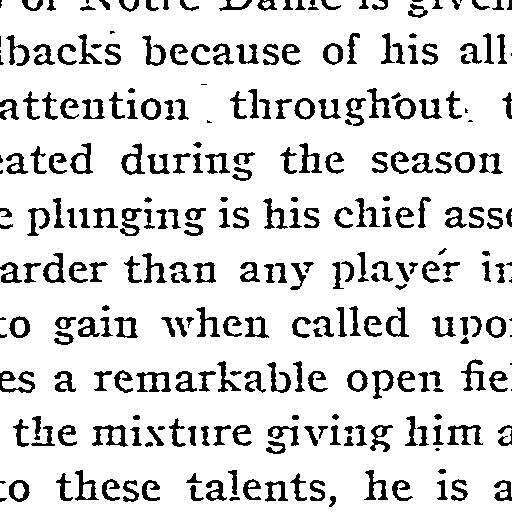 of Notre Dame is given
lbacks because of his all-
attention throughout t
eated during the season
e plunging is his chief asse
arder than any player in
to gain when called upon
es a remarkable open fiel
the mixture giving him a
to these talents, he is a